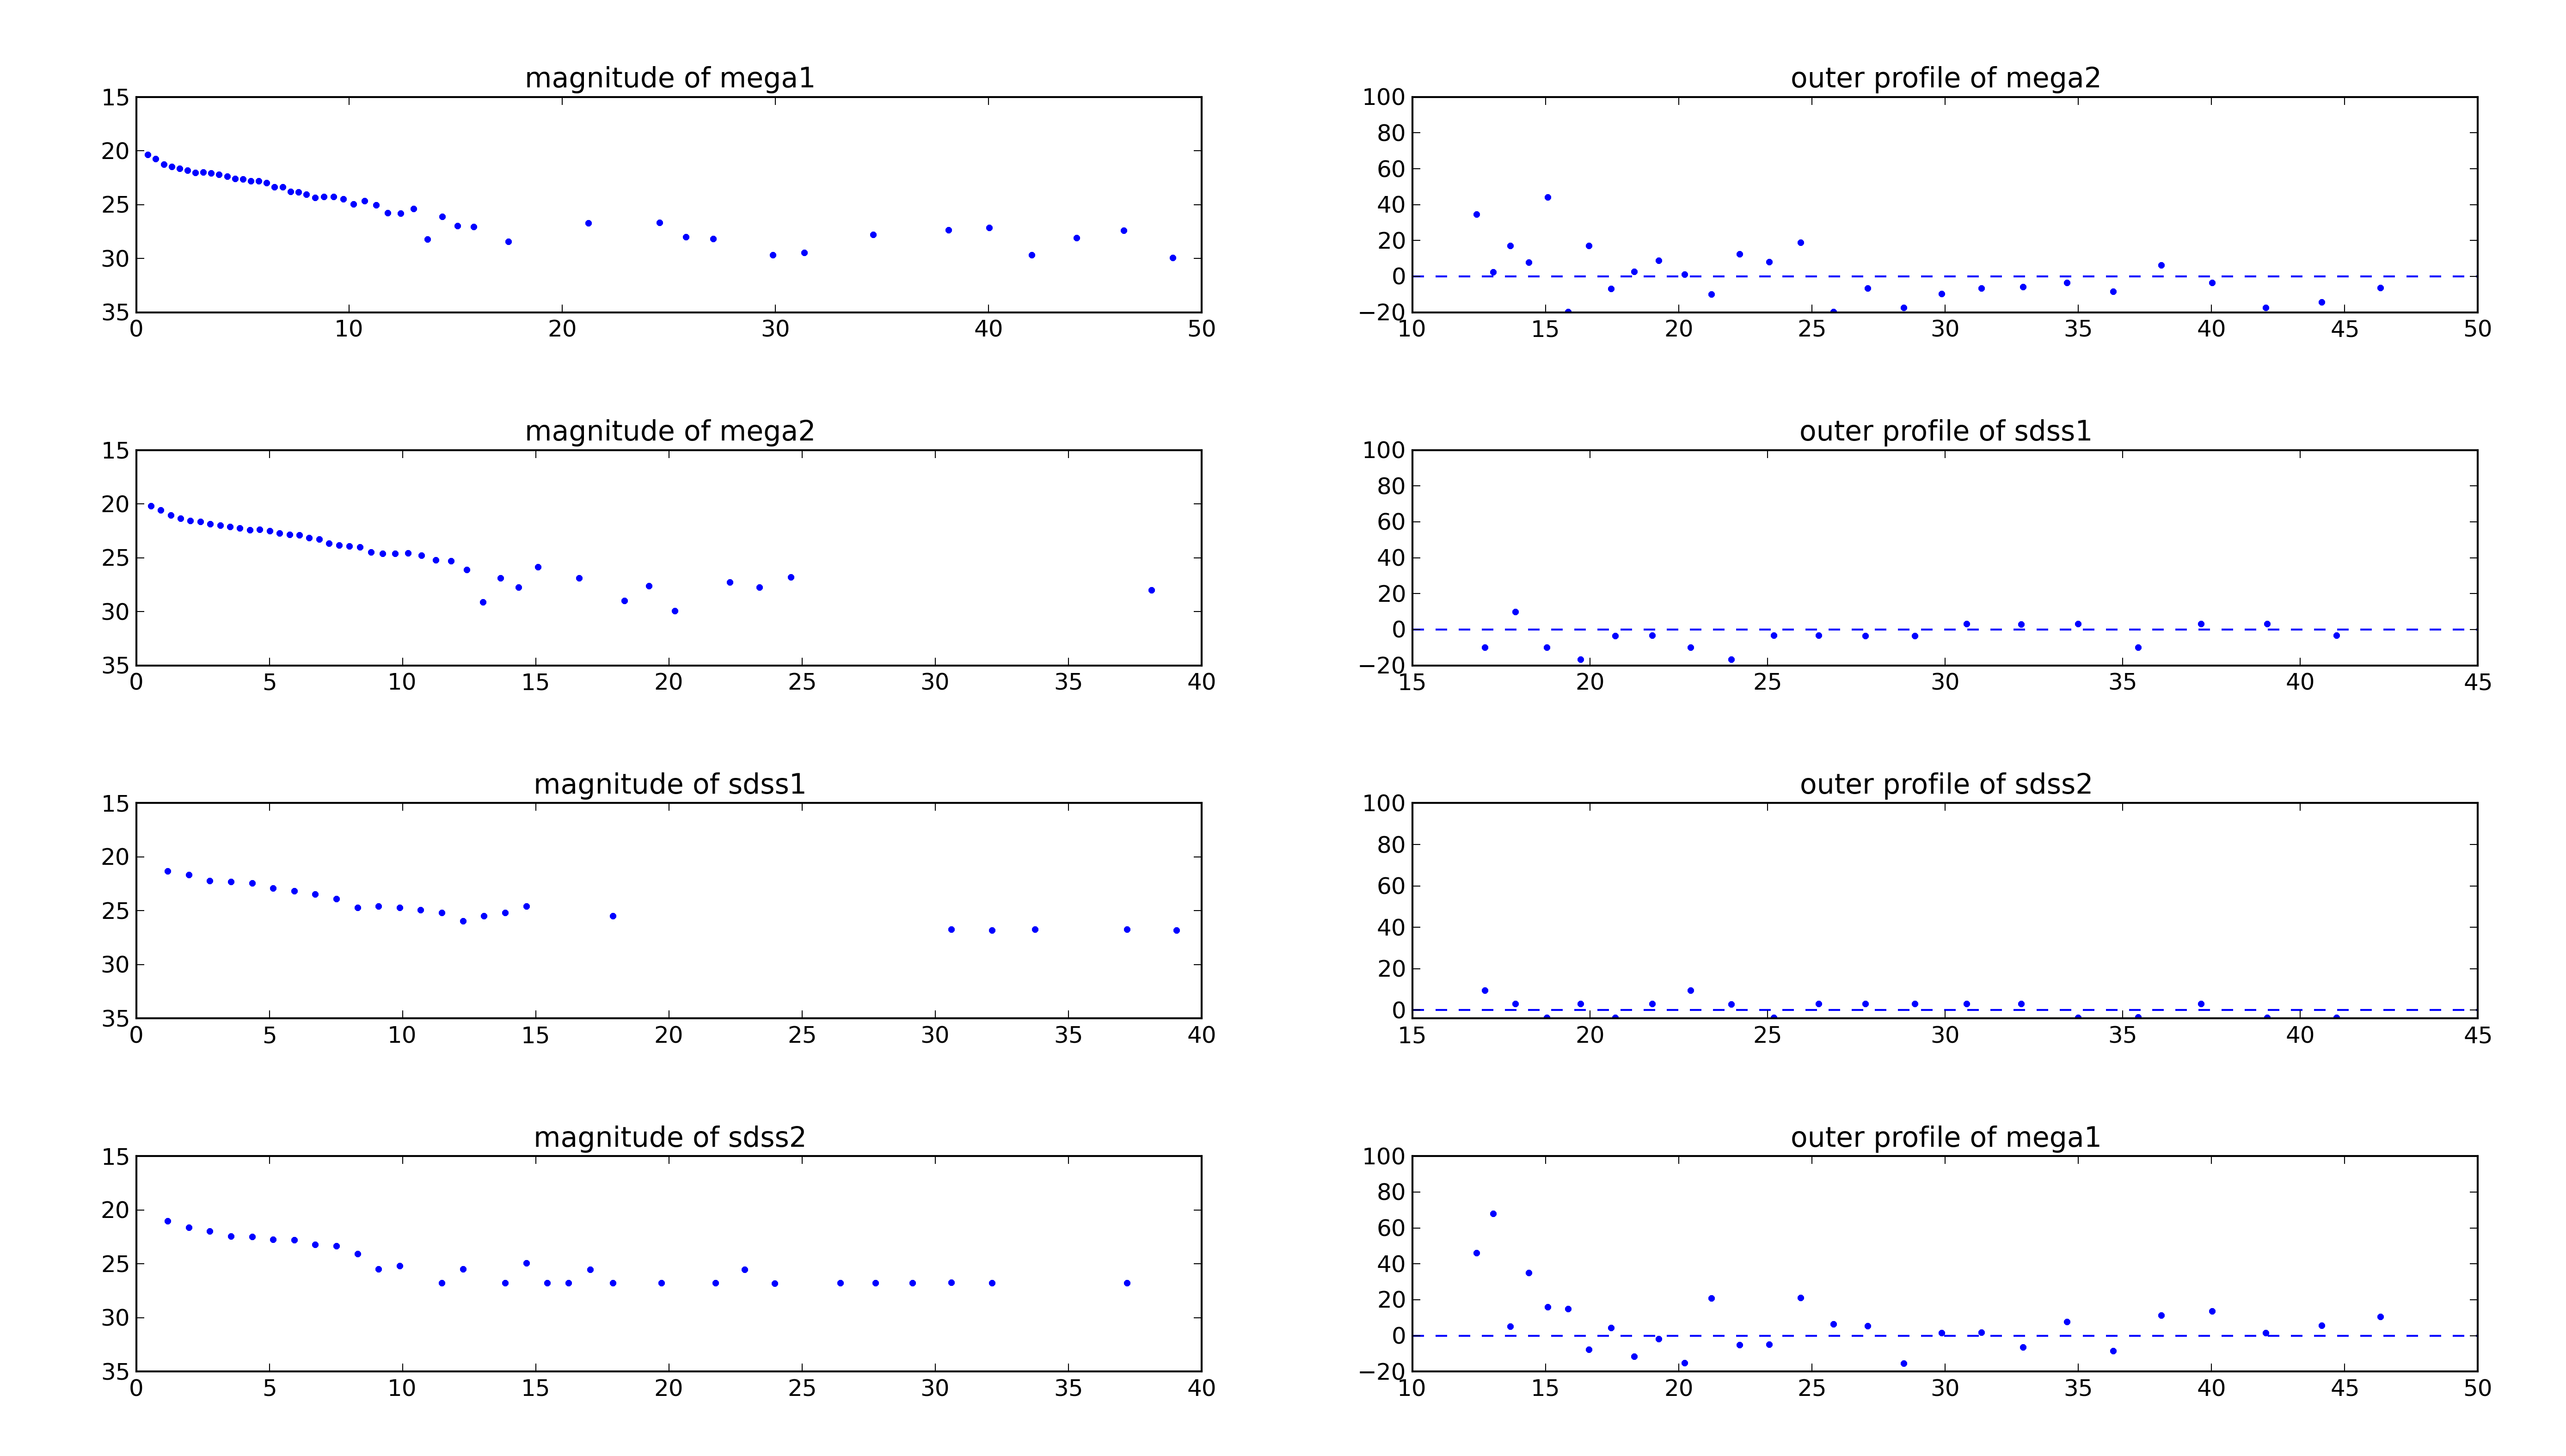 magnitude of mega1
15
20
25
30
35
0 10 20 30 40 50
outer profile of mega2
100
80
60
40
20
0
−20
10 15 20 25 30 35 40 45 50
magnitude of mega2
15
20
25
30
35
0 5 10 15 20 25 30 35 40
outer profile of sdss1
100
80
60
40
20
0
−20
15 20 25 30 35 40 45
magnitude of sdss1
15
20
25
30
35
0 5 10 15 20 25 30 35 40
outer profile of sdss2
100
80
60
40
20
0
15 20 25 30 35 40 45
magnitude of sdss2
15
20
25
30
35
0 5 10 15 20 25 30 35 40
outer profile of mega1
100
80
60
40
20
0
−20
10 15 20 25 30 35 40 45 50